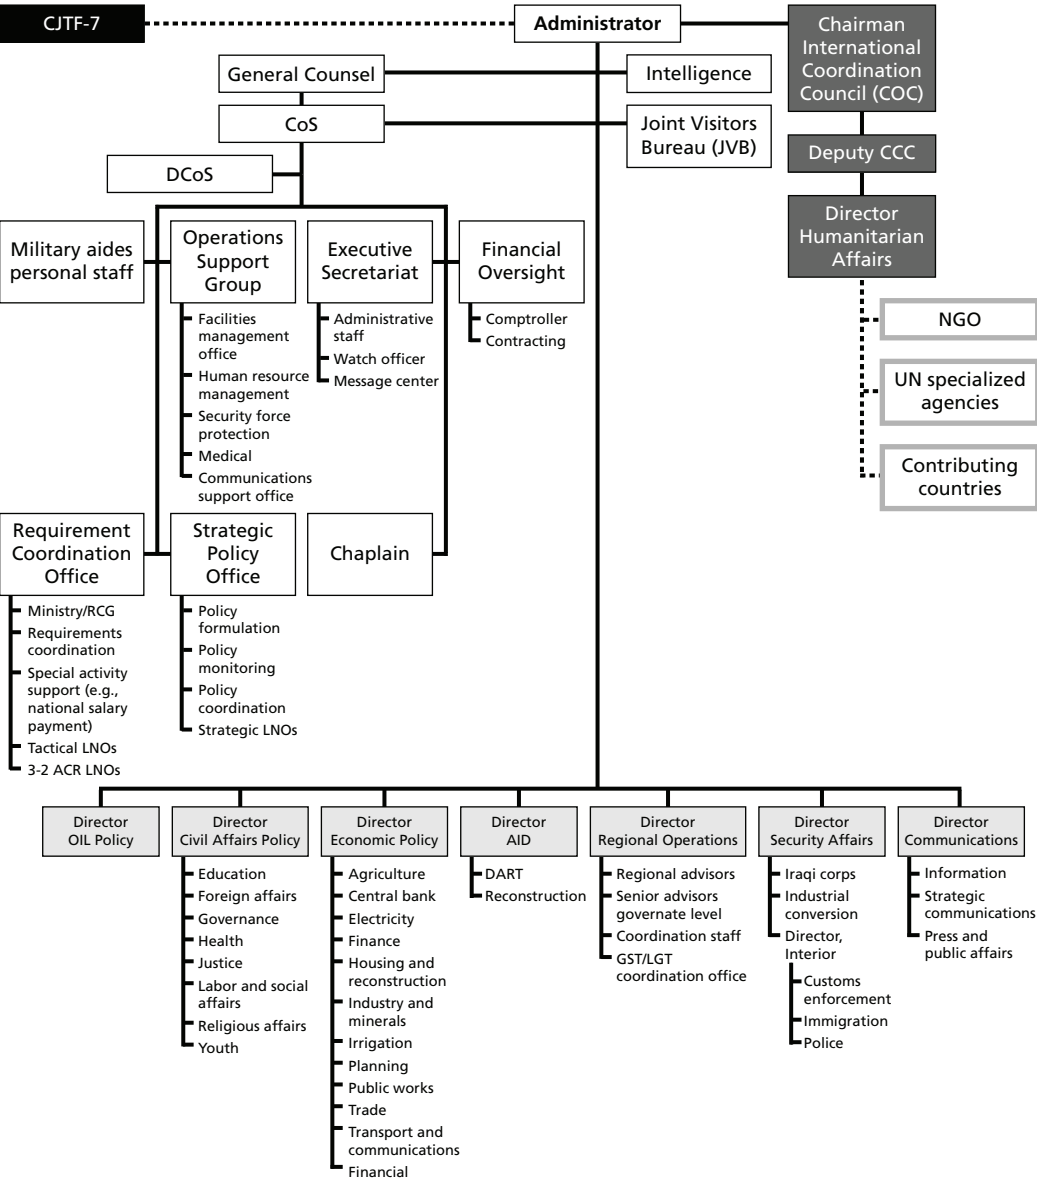 CJTF-7
Administrator
Chairman
International
Coordination
Council (COC)
General Counsel
Intelligence
CoS
Joint Visitors
Bureau (JVB)
Deputy CCC
DCoS
Director
Humanitarian
Affairs
Military aides
personal staff
Operations
Support
Group
Executive
Secretariat
Financial
Oversight
Facilities
management
office
Human resource
management
Security force
protection
Medical
Communications
support office
Administrative
staff
Watch officer
Message center
Comptroller
Contracting
NGO
UN specialized
agencies
Contributing
countries
Requirement
Coordination
Office
Strategic
Policy
Office
Chaplain
Ministry/RCG
Requirements
coordination
Special activity
support (e.g.,
national salary
payment)
Tactical LNOs
3-2 ACR LNOs
Policy
formulation
Policy
monitoring
Policy
coordination
Strategic LNOs
Director
OIL Policy
Director
Civil Affairs Policy
Education
Foreign affairs
Governance
Health
Justice
Labor and social
affairs
Religious affairs
Youth
Director
Economic Policy
Agriculture
Central bank
Electricity
Finance
Housing and
reconstruction
Industry and
minerals
Irrigation
Planning
Public works
Trade
Transport and
communications
Financial
Director
AID
DART
Reconstruction
Director
Regional Operations
Regional advisors
Senior advisors
governate level
Coordination staff
GST/LGT
coordination office
Director
Security Affairs
Iraqi corps
Industrial
conversion
Director,
Interior
Customs
enforcement
Immigration
Police
Director
Communications
Information
Strategic
communications
Press and
public affairs